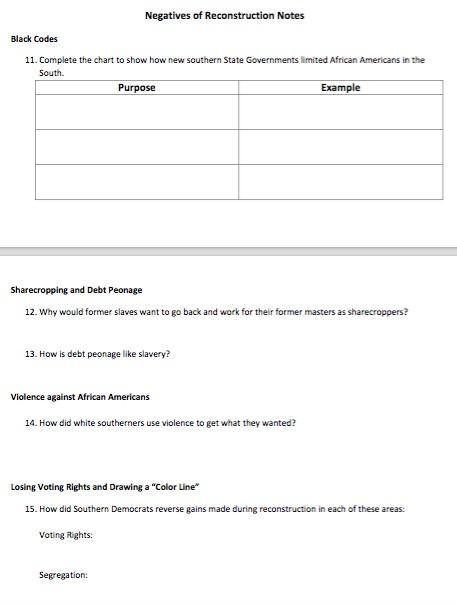 Negatives of Reconstruction Notes
Black Codes
11. Complete the chart to show how new southern State Governments limited African Americans in the
South.
Purpose Example
Sharecropping and Debt Peonage
12. Why would former slaves want to go back and work for their former masters as sharecroppers?
13. How is debt peonage like slavery?
Violence against African Americans
14. How did white southerners use violence to get what they wanted?
Losing Voting Rights and Drawing a "Color Line"
15. How did Southern Democrats reverse gains made during reconstruction in each of these areas:
Voting Rights:
Segregation: